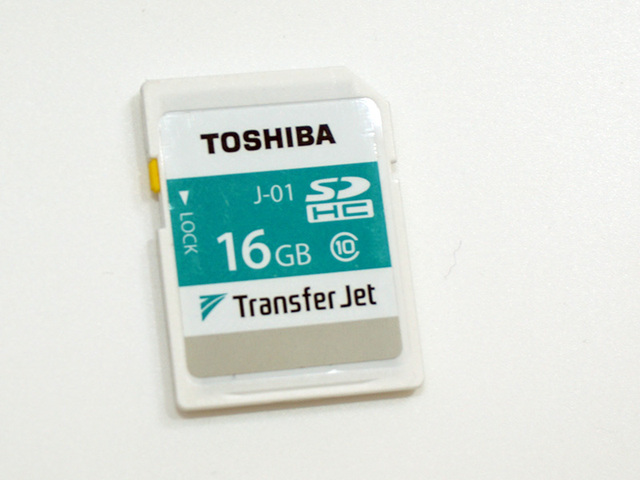 TOSHIBA
J-01
SD
HC
LOCK
16GB
10
TransferJet